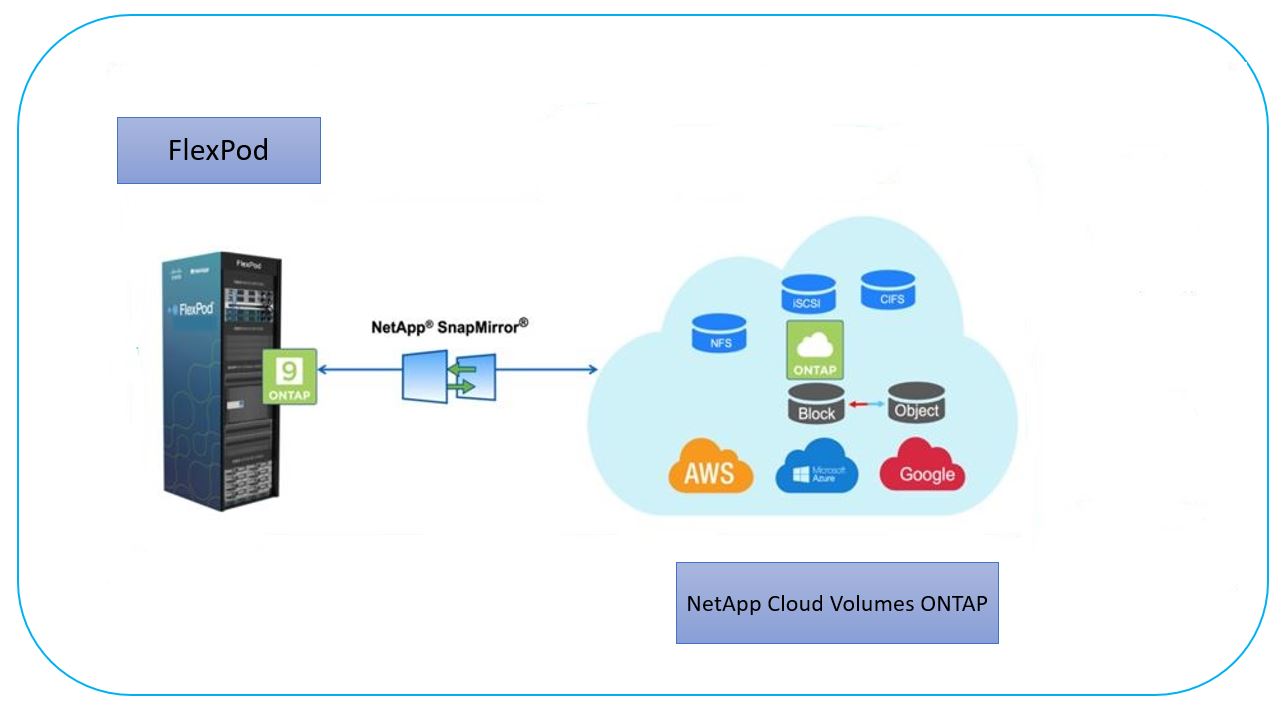 FlexPod
FlexPod
FlexPod
9
ONTAP
NetApp® SnapMirror®
iSCSI
CIFS
NFS
ONTAP
Block
Object
AWS
Microsoft
Azure
Google
NetApp Cloud Volumes ONTAP